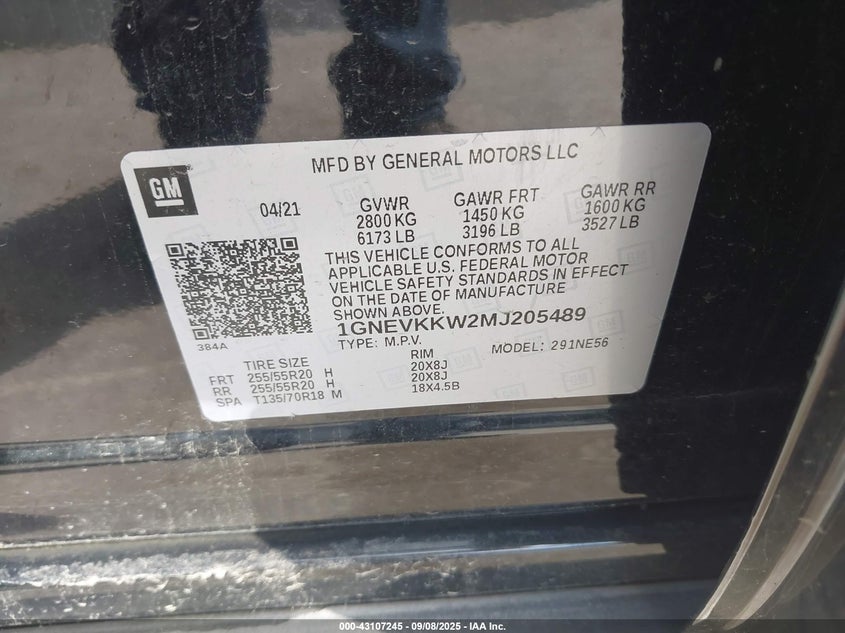 MFD BY GENERAL MOTORS LLC
GM
04/21
GVWR GAWR FRT GAWR RR
2800 KG 1450 KG 1600 KG
6173 LB 3196 LB 3527 LB
THIS VEHICLE CONFORMS TO ALL
APPLICABLE U.S. FEDERAL MOTOR
VEHICLE SAFETY STANDARDS IN EFFECT
ON THE DATE OF MANUFACTURE
SHOWN ABOVE.
1GNEVKKW2MJ205489
384A
TYPE: M.P.V. MODEL: 291NE56
TIRE SIZE RIM
FRT 255/55R20 H 20X8J
RR 255/55R20 H 20X8J
SPA T135/70R18 M 18X4.5B
000-43107245 - 09/08/2025 - IAA Inc.